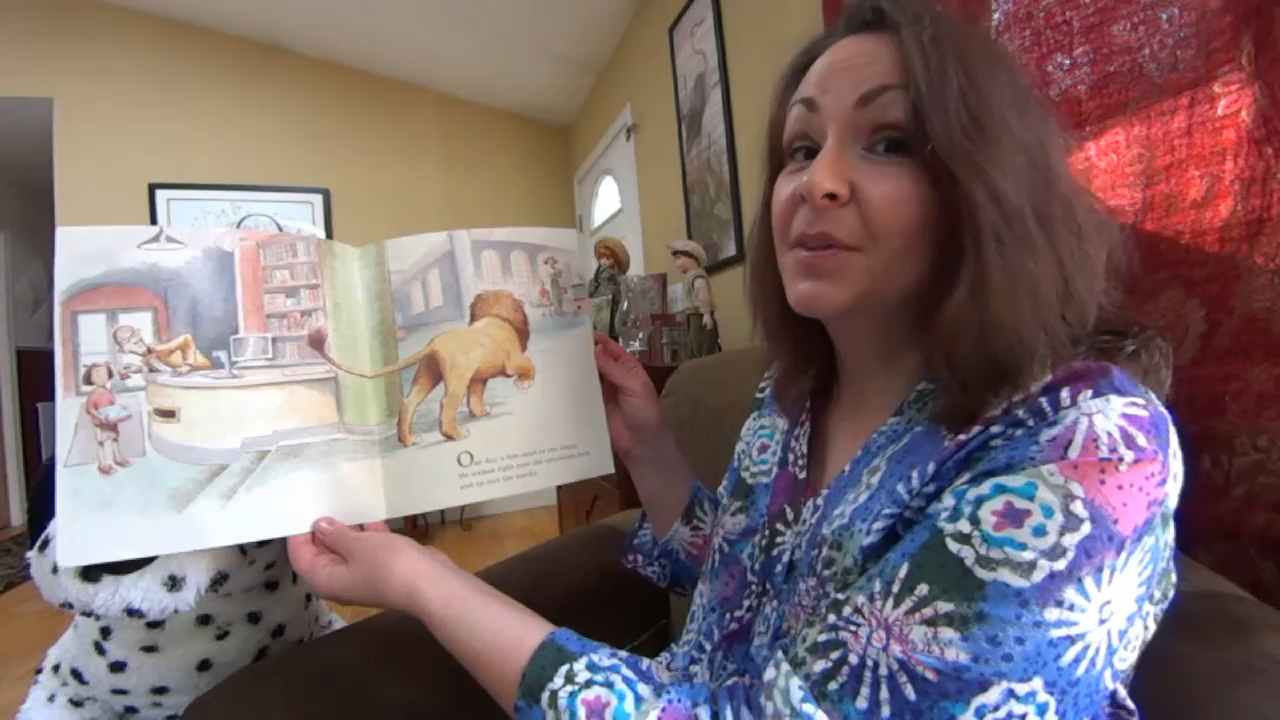 One day, a lion came to the library.
He walked right past the circulation desk
and up into the stacks.